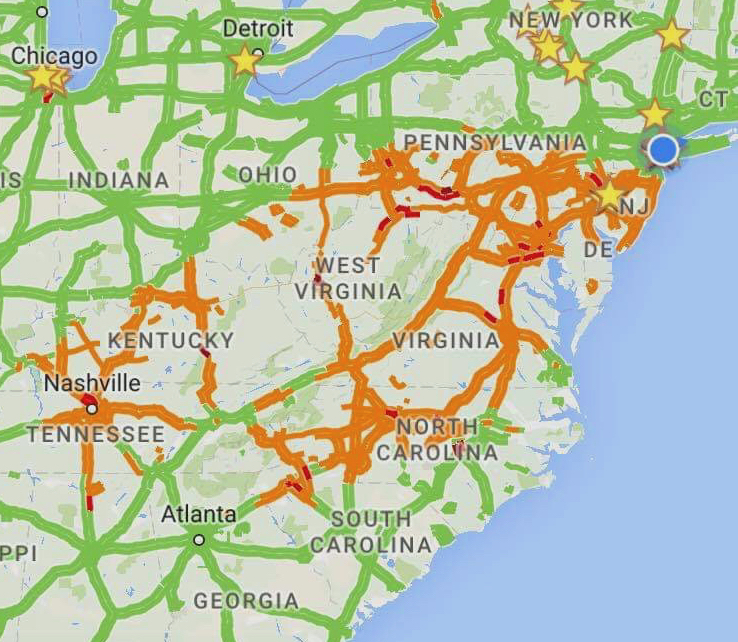 Detroit
NEW YORK
Chicago
CT
PENNSYLVANIA
IS
INDIANA
OHIO
NJ
DE
WEST
VIRGINIA
KENTUCKY
VIRGINIA
Nashville
TENNESSEE
NORTH
CAROLINA
Atlanta
SOUTH
CAROLINA
PPI
GEORGIA